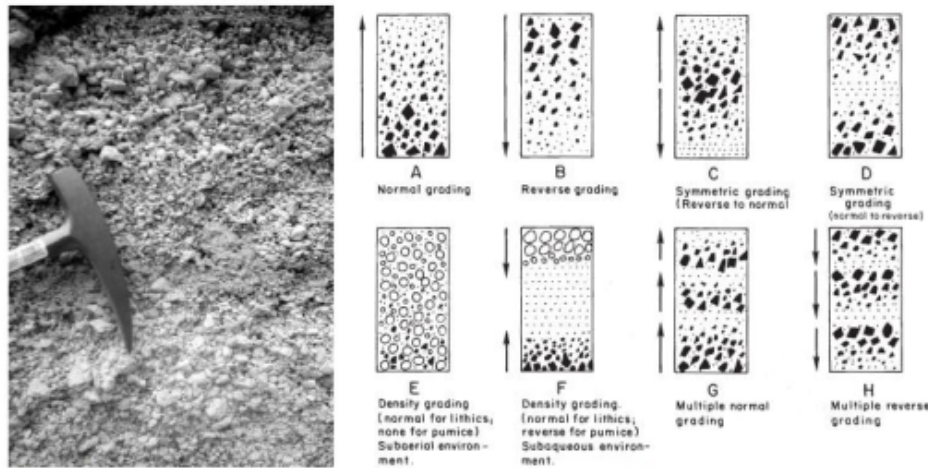 A
Normal grading
B
Reverse grading
C
Symmetric grading
(Reverse to normal
D
Symmetric
grading
(normal to reverse)
E
Density grading
(normal for lithics;
none for pumice)
Subaerial environ-
ment.
F
Density grading.
(normal for lithics;
reverse for pumice)
Subaqueous environ-
ment.
G
Multiple normal
grading
H
Multiple reverse
grading